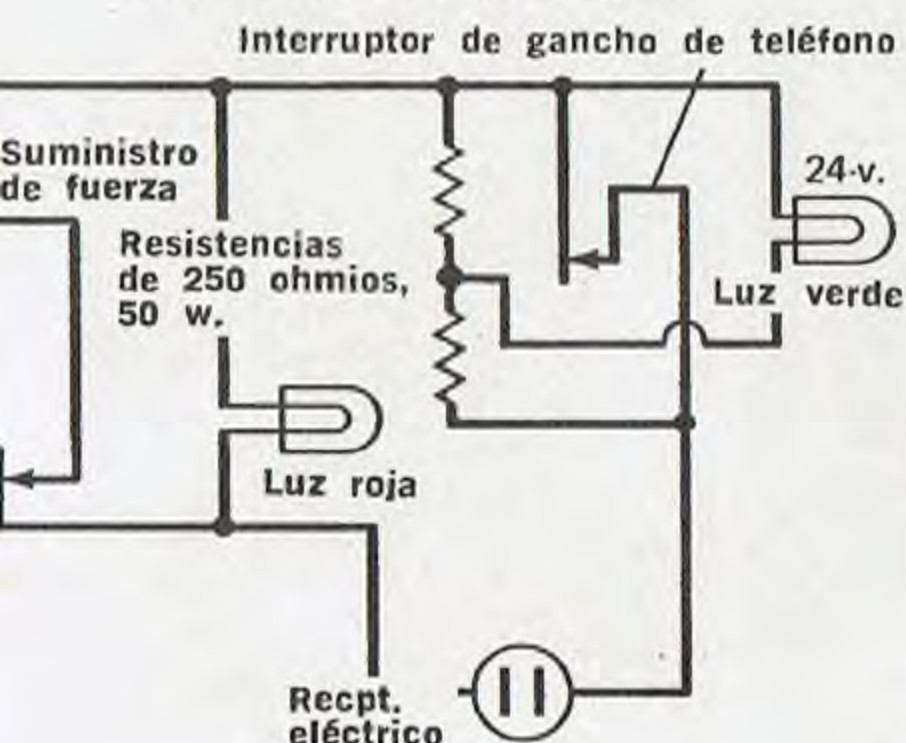 Interruptor de gancho de teléfono
Suministro
de fuerza
24-v.
Resistencias
de 250 ohmios,
50 w.
Luz verde
Luz roja
Recpt.
eléctrico